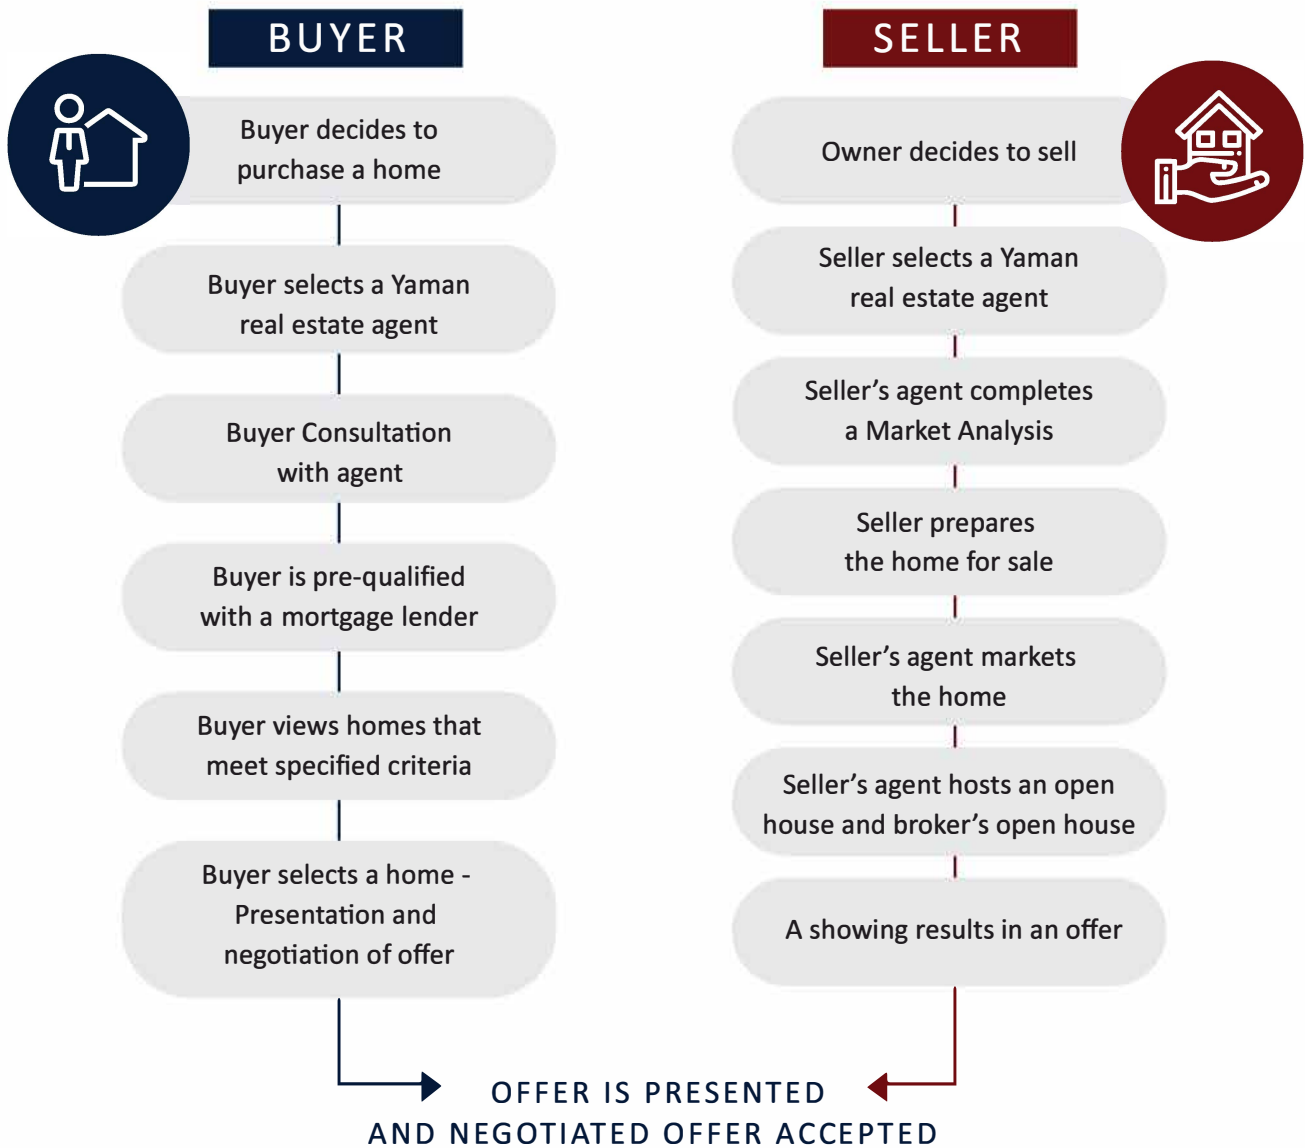 BUYER
Buyer decides to
purchase a home
Buyer selects a Yaman
real estate agent
Buyer Consultation
with agent
Buyer is pre-qualified
with a mortgage lender
Buyer views homes that
meet specified criteria
Buyer selects a home -
Presentation and
negotiation of offer
SELLER
Owner decides to sell
Seller selects a Yaman
real estate agent
Seller’s agent completes
a Market Analysis
Seller prepares
the home for sale
Seller’s agent markets
the home
Seller’s agent hosts an open
house and broker’s open house
A showing results in an offer
OFFER IS PRESENTED
AND NEGOTIATED OFFER ACCEPTED